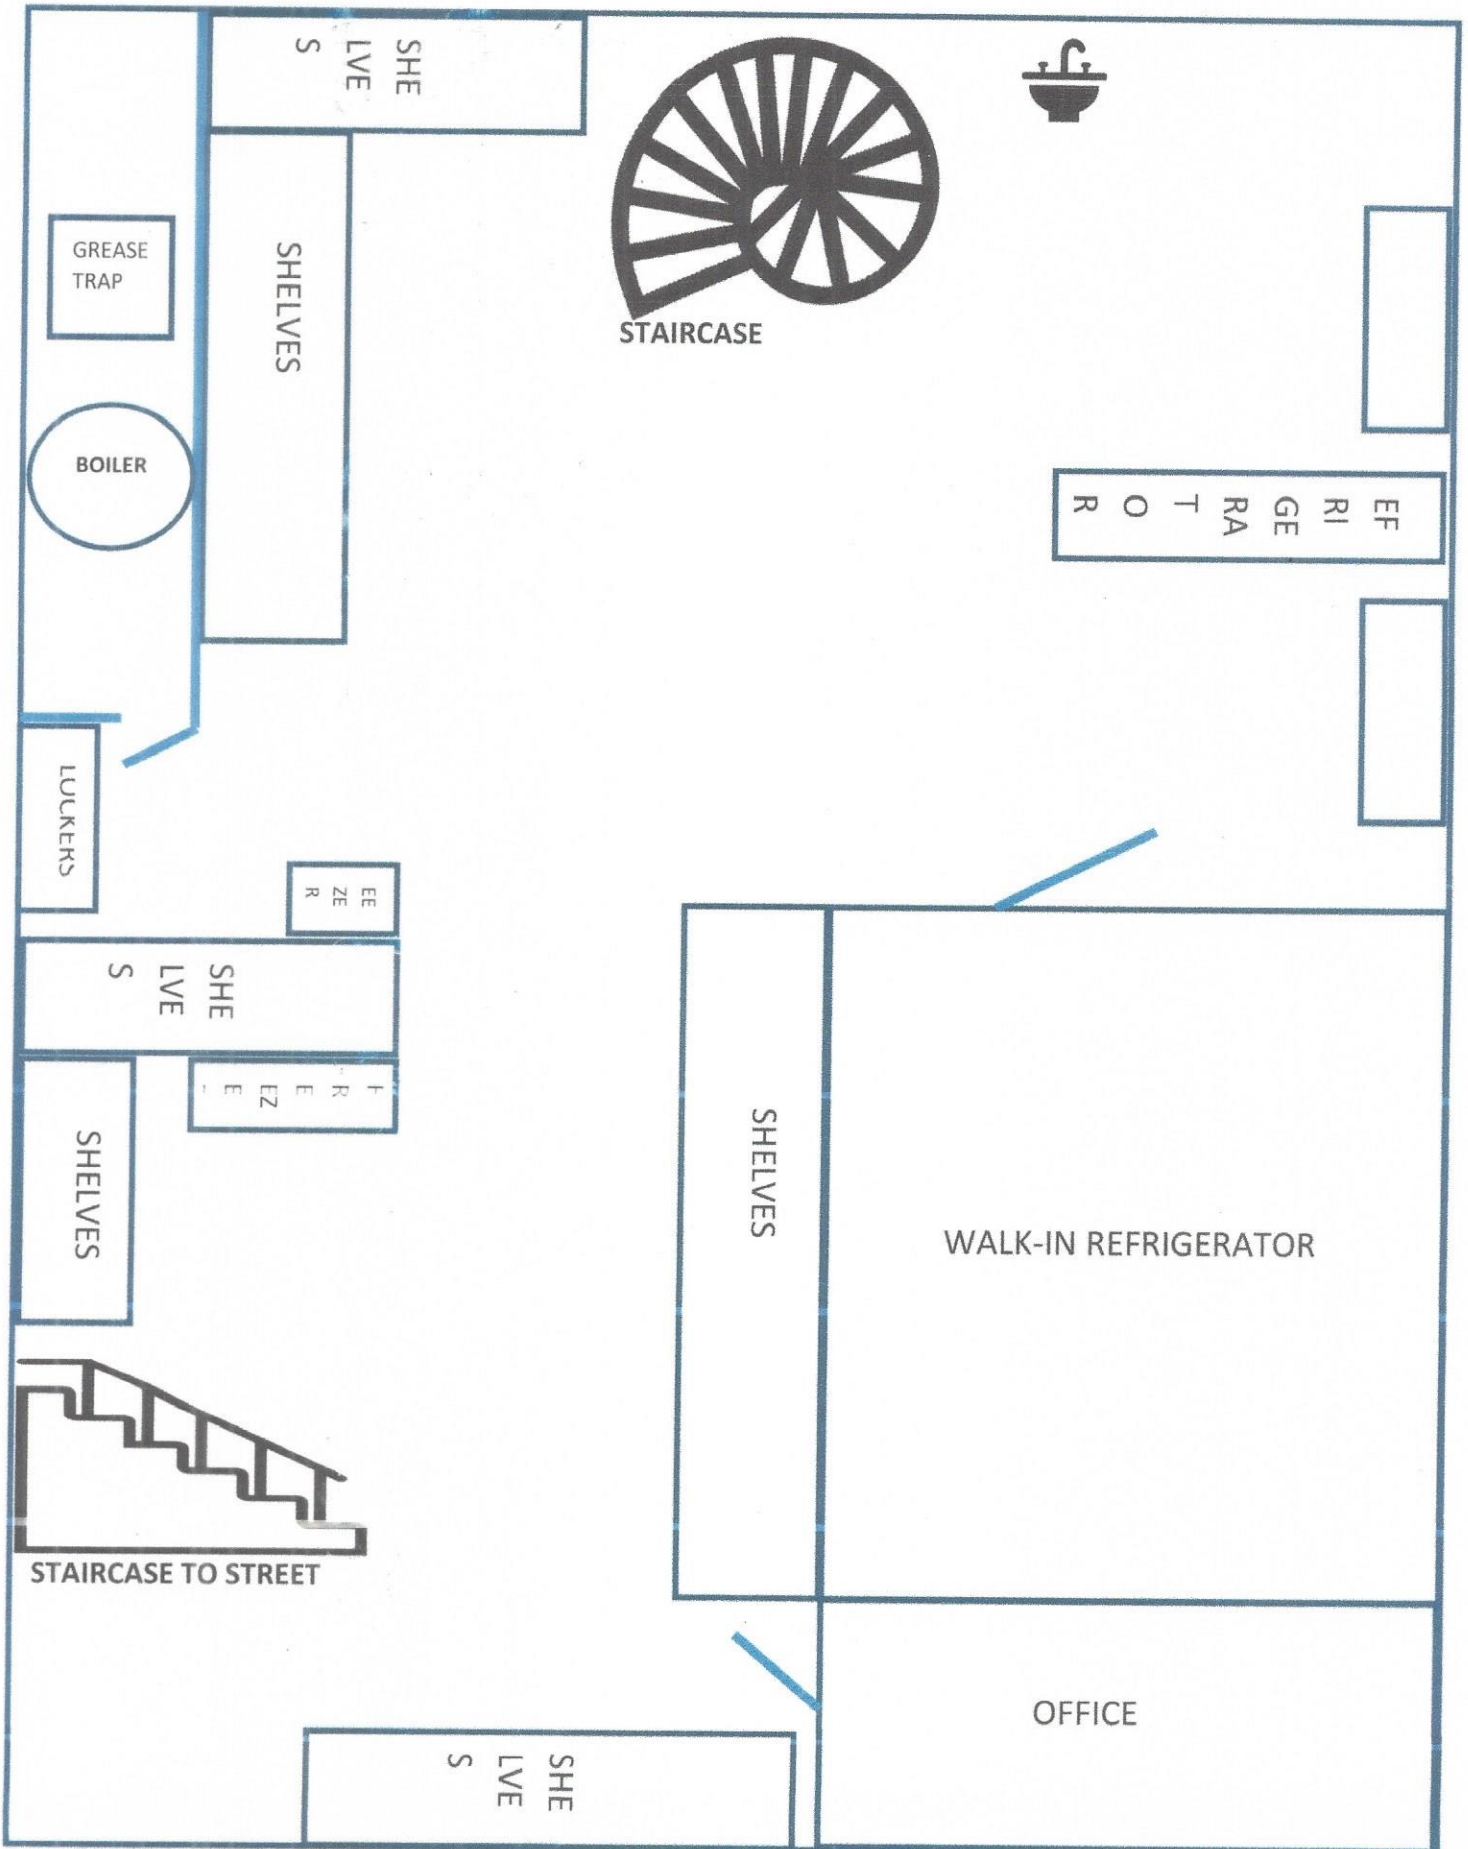 SHE
LVE
S
GREASE
TRAP
SHELVES
STAIRCASE
BOILER
EF
RI
GE
RA
T
O
R
LOCKERS
EE
ZE
R
SHE
LVE
S
R
E
EZ
E
SHELVES
SHELVES
WALK-IN REFRIGERATOR
STAIRCASE TO STREET
OFFICE
SHE
LVE
S